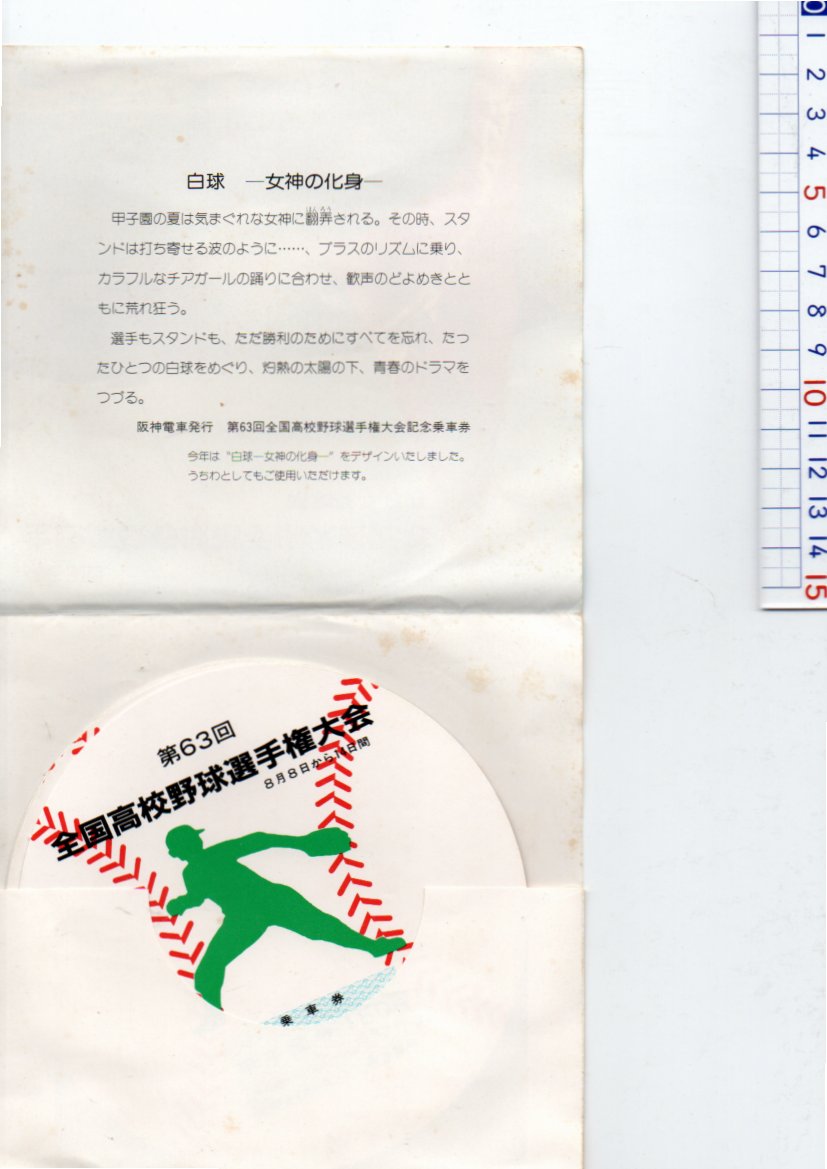 白球 ―女神の化身―
甲子園の夏は気まぐれな女神に翻弄される。その時、スタ
ンドは打ち寄せる波のように……、ブラスのリズムに乗り、
カラフルなチアガールの踊りに合わせ、歓声のどよめきとと
もに荒れ狂う。
選手もスタンドも、ただ勝利のためにすべてを忘れ、たっ
たひとつの白球をめぐり、灼熱の太陽の下、青春のドラマを
つづる。
阪神電車発行 第63回全国高校野球選手権大会記念乗車券
今年は"白球―女神の化身―"をデザインいたしました。
うちわとしてもご使用いただけます。
第63回
全国高校野球選手権大会
8月8日から14日間
乗車券
0
1
2
3
4
5
6
7
8
9
10
11
12
13
14
15